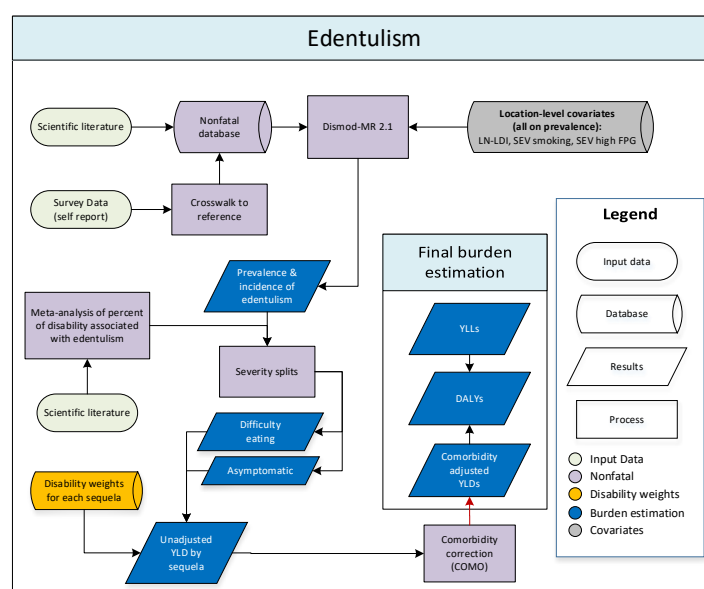 Edentulism
Scientific literature
Nonfatal
database
Dismod-MR 2.1
Location-level covariates
(all on prevalence):
LN-LDI, SEV smoking, SEV high FPG
Survey Data
(self report)
Crosswalk to
reference
Prevalence &
incidence of
edentulism
Meta-analysis of percent
of disability associated
with edentulism
Severity splits
Scientific literature
Difficulty
eating
Asymptomatic
Disability weights
for each sequela
Unadjusted
YLD by
sequela
Comorbidity
correction
(COMO)
Final burden
estimation
YLLs
DALYs
Comorbidity
adjusted
YLDs
Legend
Input data
Database
Results
Process
Input Data
Nonfatal
Disability weights
Burden estimation
Covariates